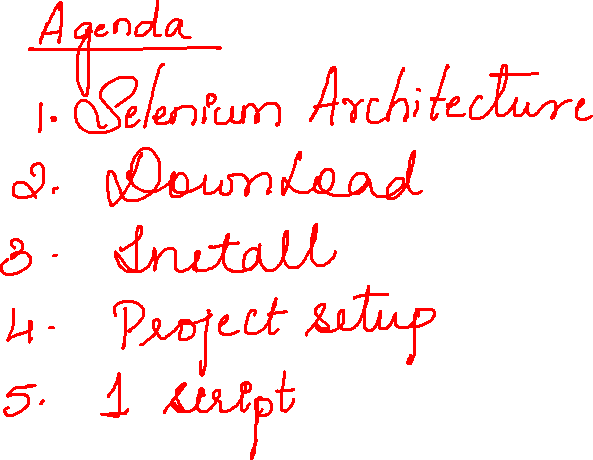 Agenda
1. Selenium Architecture
2. Download
3. Install
4. Project setup
5. 1 script